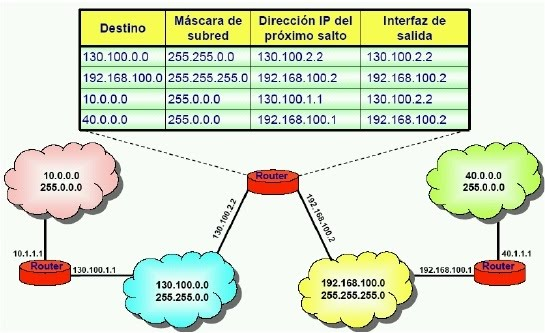 Destino Máscara de subred Dirección IP del próximo salto Interfaz de salida
130.100.0.0 255.255.0.0 130.100.2.2 130.100.2.2
192.168.100.0 255.255.255.0 192.168.100.2 192.168.100.2
10.0.0.0 255.0.0.0 130.100.1.1 130.100.2.2
40.0.0.0 255.0.0.0 192.168.100.1 192.168.100.2
Router
10.0.0.0
255.0.0.0
40.0.0.0
255.0.0.0
130.100.2.2
192.168.100.2
10.1.1.1
Router
130.100.1.1
130.100.0.0
255.255.0.0
192.168.100.0
255.255.255.0
192.168.100.1
40.1.1.1
Router